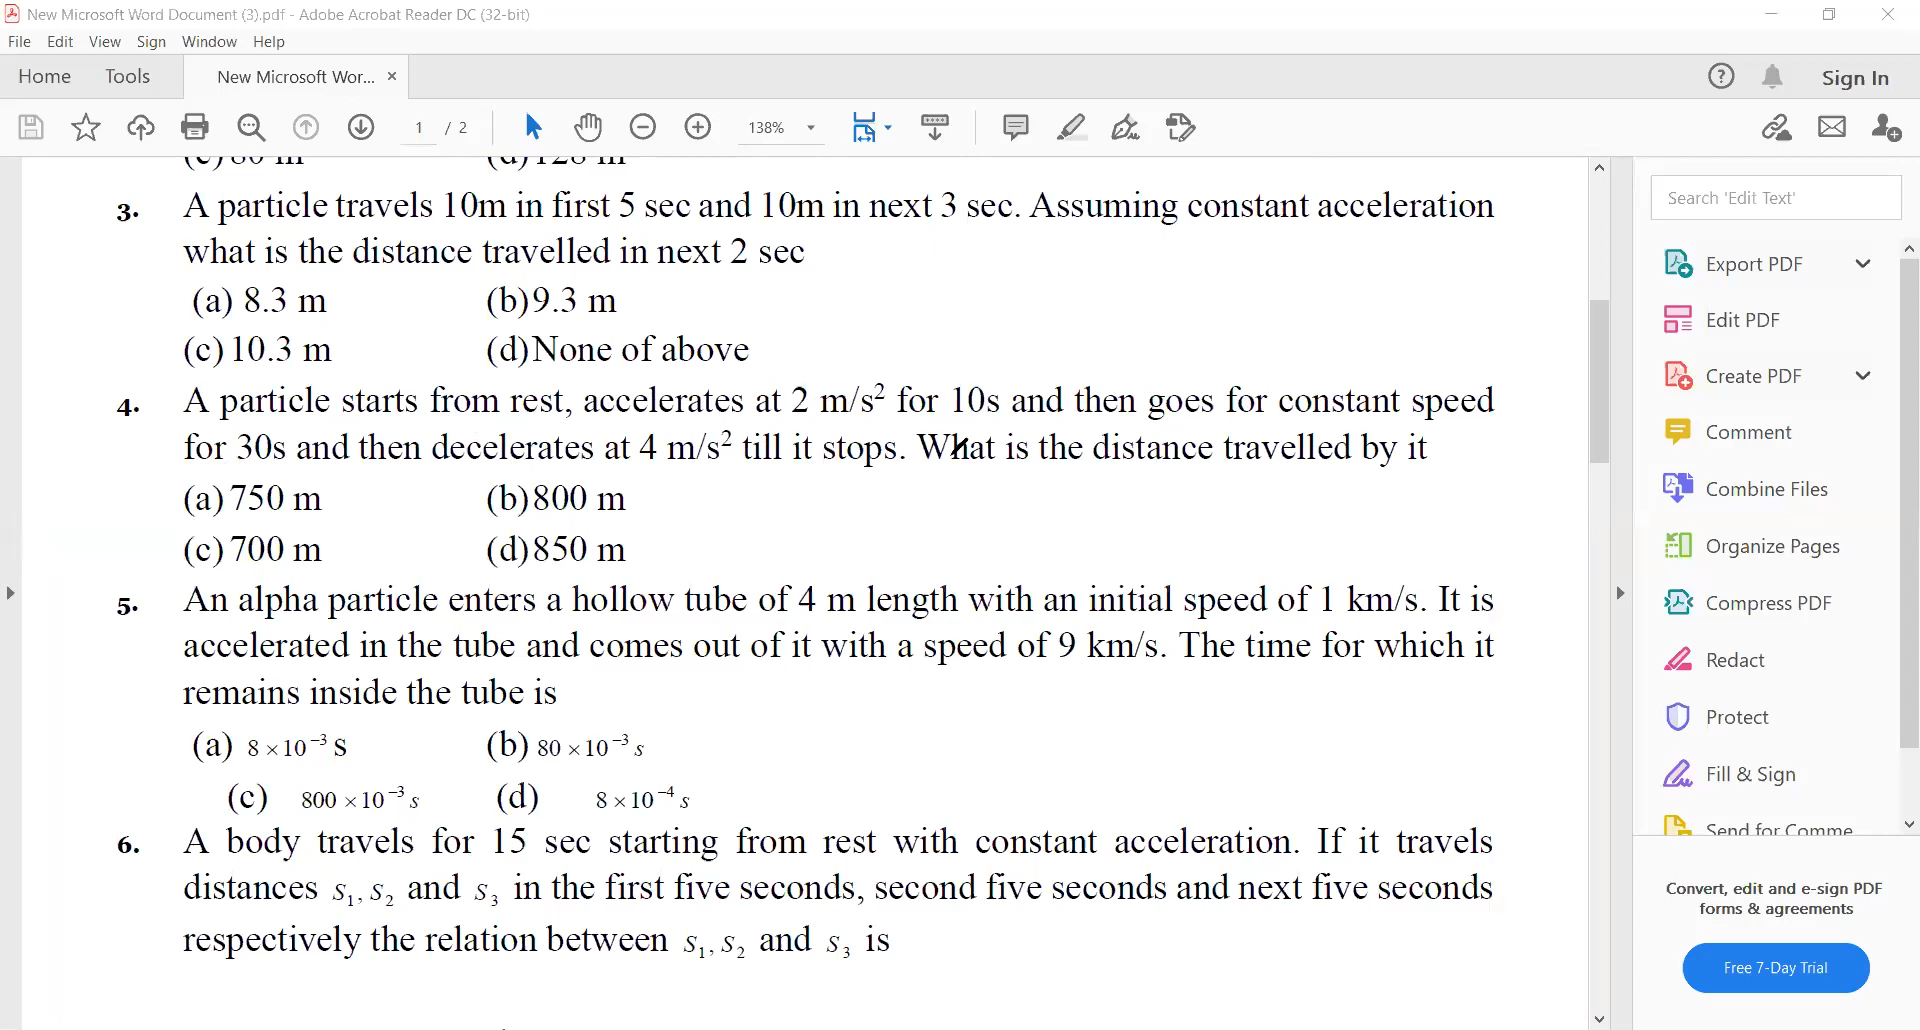 New Microsoft Word Document (3).pdf - Adobe Acrobat Reader DC (32-bit)
File Edit View Sign Window Help
Home Tools New Microsoft Wor... × Sign In
1 / 2 138%
(c) 80 m (d) 128 m
3. A particle travels 10m in first 5 sec and 10m in next 3 sec. Assuming constant acceleration
what is the distance travelled in next 2 sec
(a) 8.3 m (b) 9.3 m
(c) 10.3 m (d) None of above
4. A particle starts from rest, accelerates at 2 m/s² for 10s and then goes for constant speed
for 30s and then decelerates at 4 m/s² till it stops. What is the distance travelled by it
(a) 750 m (b) 800 m
(c) 700 m (d) 850 m
5. An alpha particle enters a hollow tube of 4 m length with an initial speed of 1 km/s. It is
accelerated in the tube and comes out of it with a speed of 9 km/s. The time for which it
remains inside the tube is
(a) 8 × 10⁻³ s (b) 80 × 10⁻³ s
(c) 800 × 10⁻³ s (d) 8 × 10⁻⁴ s
6. A body travels for 15 sec starting from rest with constant acceleration. If it travels
distances s₁, s₂ and s₃ in the first five seconds, second five seconds and next five seconds
respectively the relation between s₁, s₂ and s₃ is
Search 'Edit Text'
Export PDF
Edit PDF
Create PDF
Comment
Combine Files
Organize Pages
Compress PDF
Redact
Protect
Fill & Sign
Send for Comme
Convert, edit and e-sign PDF
forms & agreements
Free 7-Day Trial